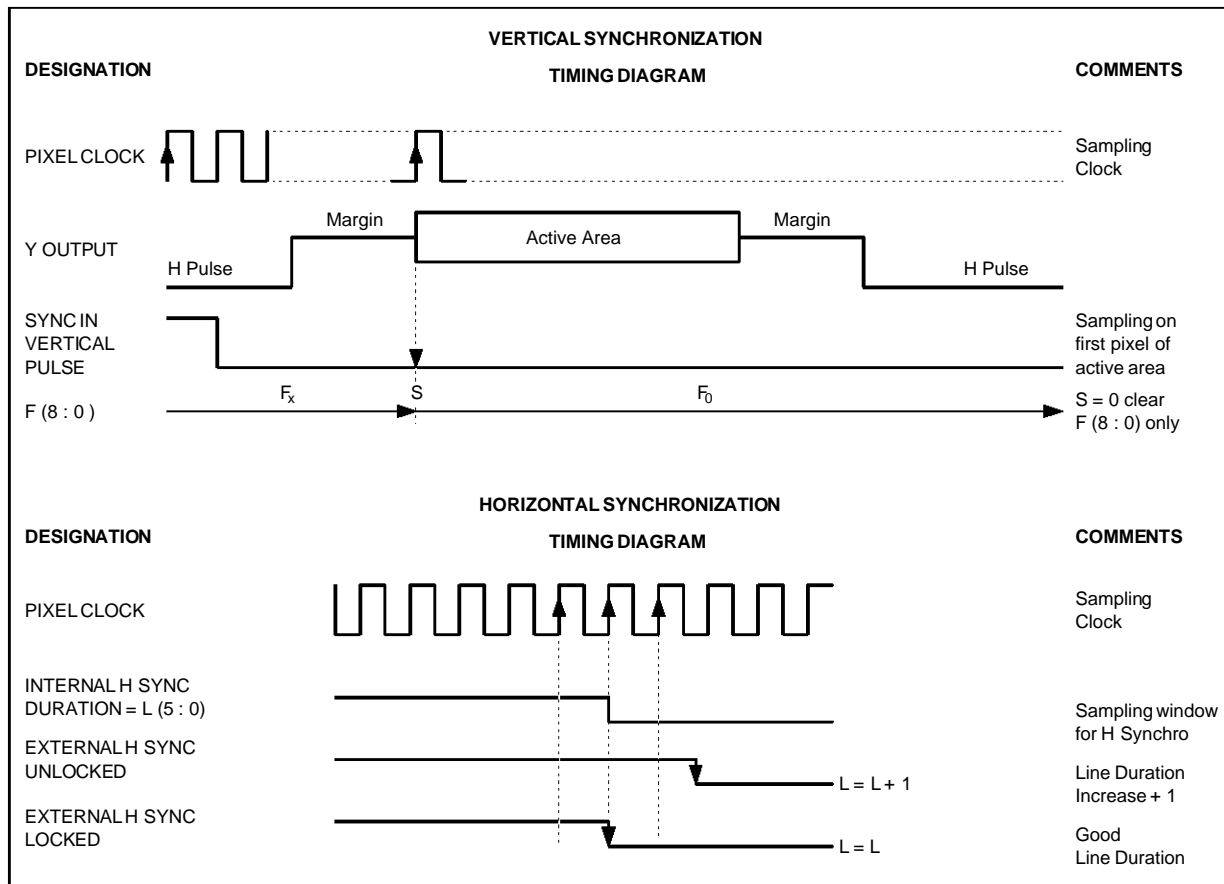 VERTICAL SYNCHRONIZATION
DESIGNATION TIMING DIAGRAM COMMENTS
PIXEL CLOCK
Sampling
Clock
Y OUTPUT
H Pulse
Margin
Active Area
Margin
H Pulse
SYNC IN
VERTICAL
PULSE
Sampling on
first pixel of
active area
F (8 : 0 )
Fx
S
F0
S = 0 clear
F (8 : 0) only
HORIZONTAL SYNCHRONIZATION
DESIGNATION TIMING DIAGRAM COMMENTS
PIXEL CLOCK
Sampling
Clock
INTERNAL H SYNC
DURATION = L (5 : 0)
Sampling window
for H Synchro
EXTERNAL H SYNC
UNLOCKED
L = L + 1
Line Duration
Increase + 1
EXTERNAL H SYNC
LOCKED
L = L
Good
Line Duration